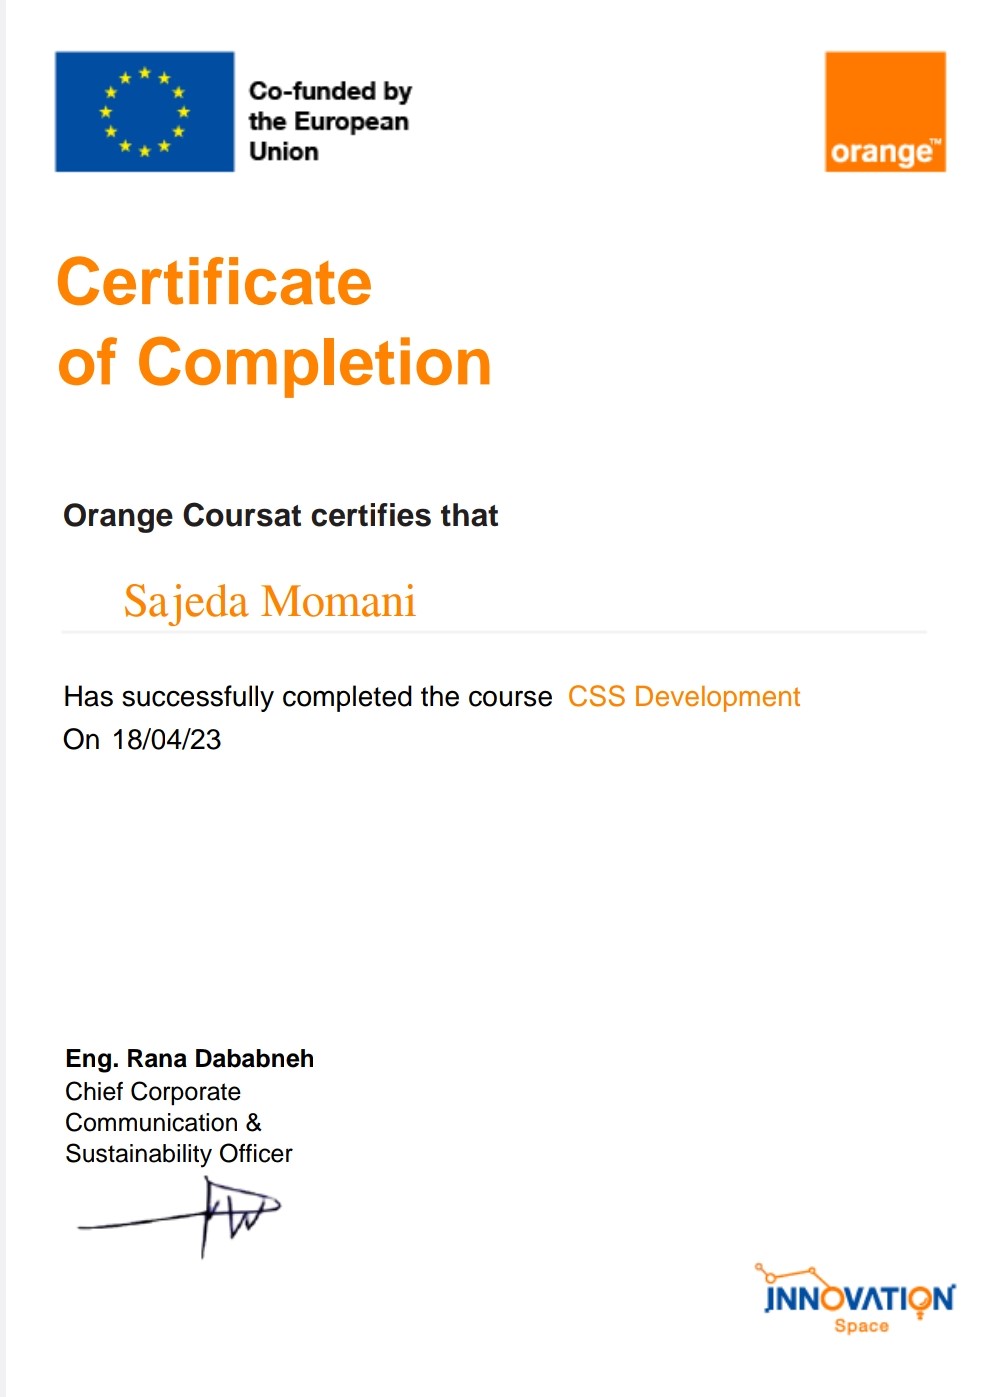 Co-funded by
the European
Union
orange™
Certificate
of Completion
Orange Coursat certifies that
Sajeda Momani
Has successfully completed the course CSS Development
On 18/04/23
Eng. Rana Dababneh
Chief Corporate
Communication &
Sustainability Officer
INNOVATION
Space